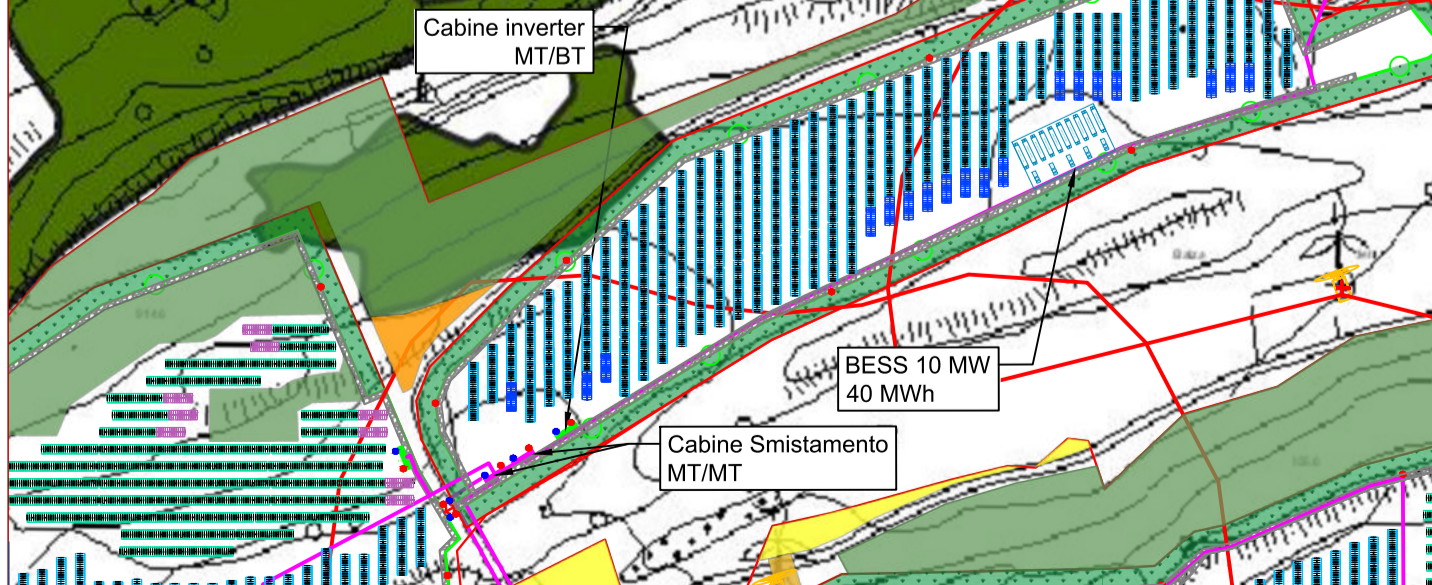 Cabine inverter
MT/BT
BESS 10 MW
40 MWh
Cabine Smistamento
MT/MT